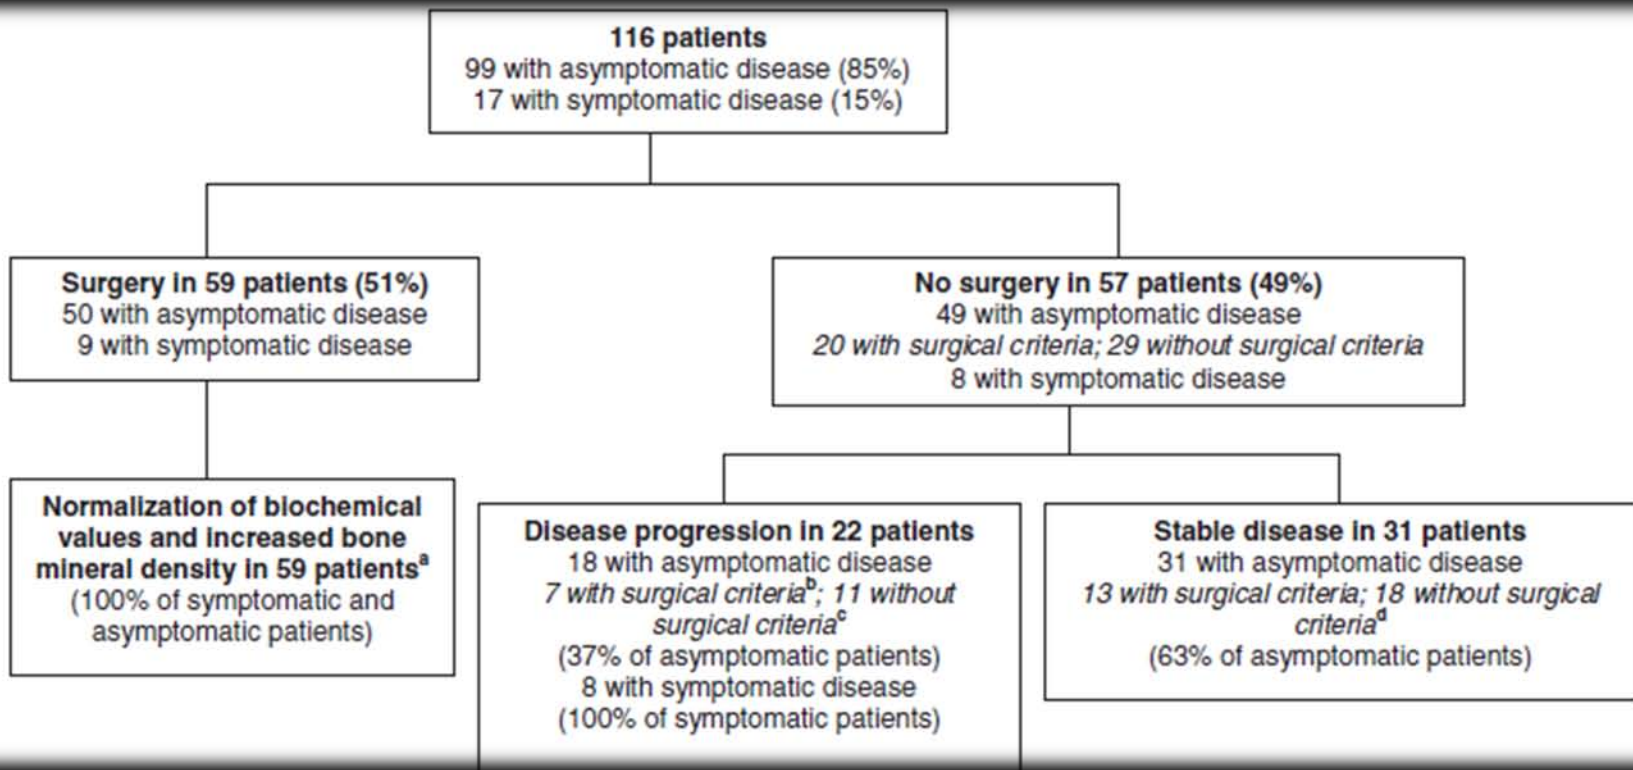 116 patients
99 with asymptomatic disease (85%)
17 with symptomatic disease (15%)
Surgery in 59 patients (51%)
50 with asymptomatic disease
9 with symptomatic disease
No surgery in 57 patients (49%)
49 with asymptomatic disease
20 with surgical criteria; 29 without surgical criteria
8 with symptomatic disease
Normalization of biochemical
values and increased bone
mineral density in 59 patientsᵃ
(100% of symptomatic and
asymptomatic patients)
Disease progression in 22 patients
18 with asymptomatic disease
7 with surgical criteriaᵇ; 11 without
surgical criteriaᶜ
(37% of asymptomatic patients)
8 with symptomatic disease
(100% of symptomatic patients)
Stable disease in 31 patients
31 with asymptomatic disease
13 with surgical criteria; 18 without surgical
criteriaᵈ
(63% of asymptomatic patients)